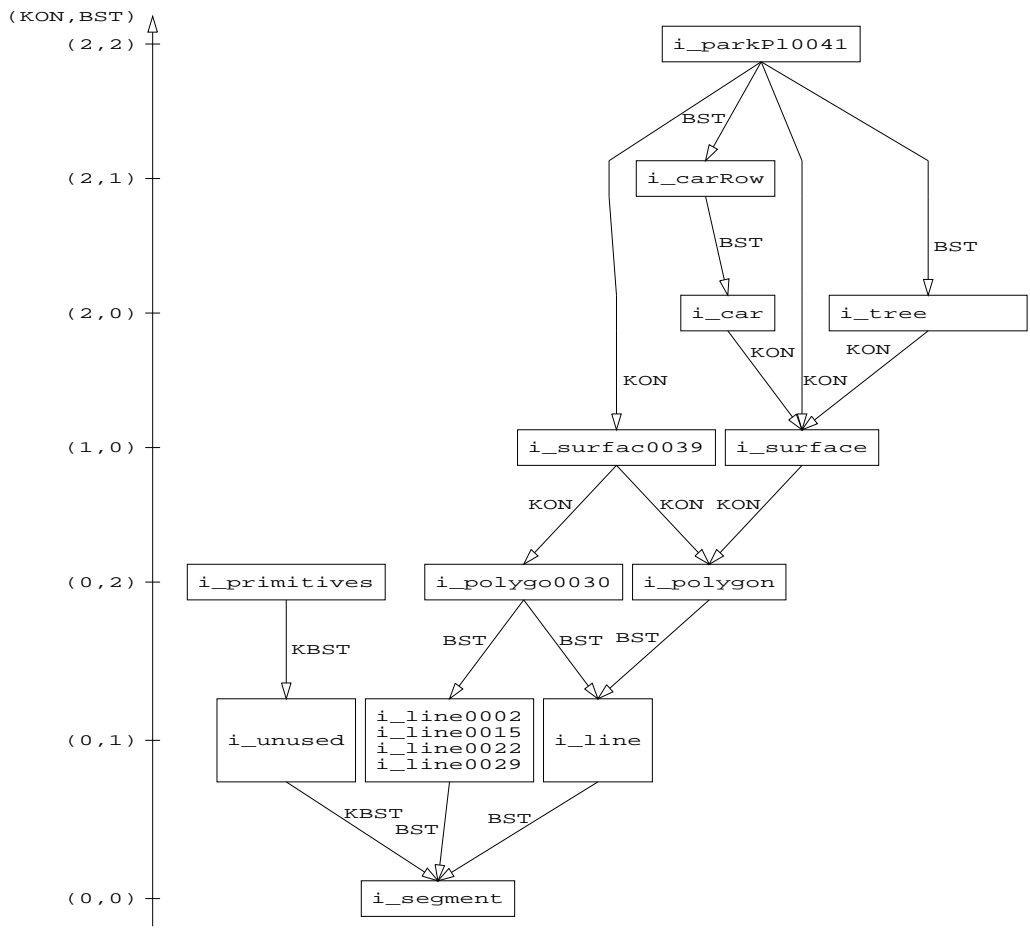 (KON,BST)
(2,2)
i_parkPl0041
BST
(2,1)
i_carRow
BST
BST
(2,0)
i_car
i_tree
KON
KON
KON
KON
(1,0)
i_surfac0039
i_surface
KON
KON
KON
(0,2)
i_primitives
i_polygo0030
i_polygon
KBST
BST
BST
BST
(0,1)
i_unused
i_line0002
i_line0015
i_line0022
i_line0029
i_line
KBST
BST
BST
(0,0)
i_segment